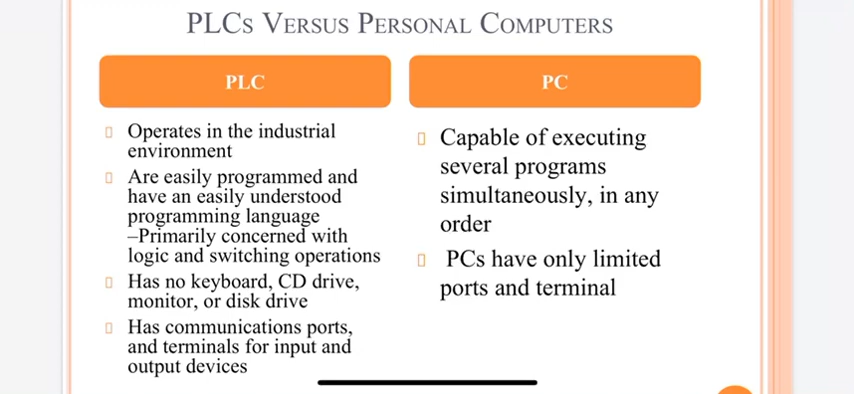 PLCs Versus Personal Computers
PLC
Operates in the industrial
environment
Are easily programmed and
have an easily understood
programming language
–Primarily concerned with
logic and switching operations
Has no keyboard, CD drive,
monitor, or disk drive
Has communications ports,
and terminals for input and
output devices
PC
Capable of executing
several programs
simultaneously, in any
order
PCs have only limited
ports and terminal